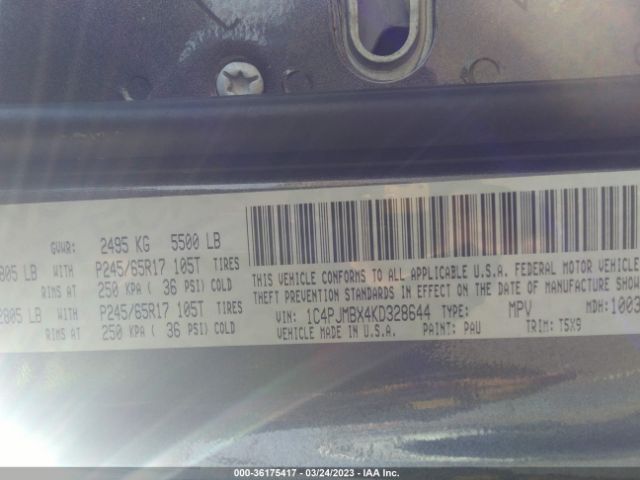 GVWR: 2495 KG 5500 LB
805 LB WITH P245/65R17 105T TIRES
RIMS AT 250 KPA ( 36 PSI) COLD
2805 LB WITH P245/65R17 105T TIRES
RIMS AT 250 KPA ( 36 PSI) COLD
THIS VEHICLE CONFORMS TO ALL APPLICABLE U.S.A. FEDERAL MOTOR VEHICLE
THEFT PREVENTION STANDARDS IN EFFECT ON THE DATE OF MANUFACTURE SHOW
VIN: 1C4PJMBX4KD328644 TYPE: MPV MDH: 1003
VEHICLE MADE IN U.S.A. PAINT: PAU TRIM: T5X9
000-36175417 - 03/24/2023 - IAA Inc.